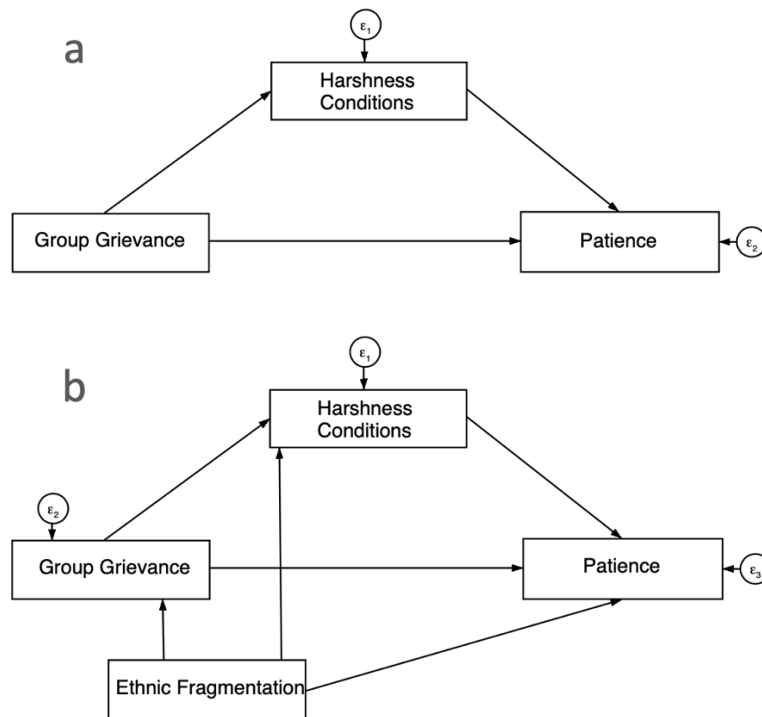 a
ε1
Harshness
Conditions
Group Grievance
Patience
ε2
b
ε1
Harshness
Conditions
ε2
Group Grievance
Patience
ε3
Ethnic Fragmentation